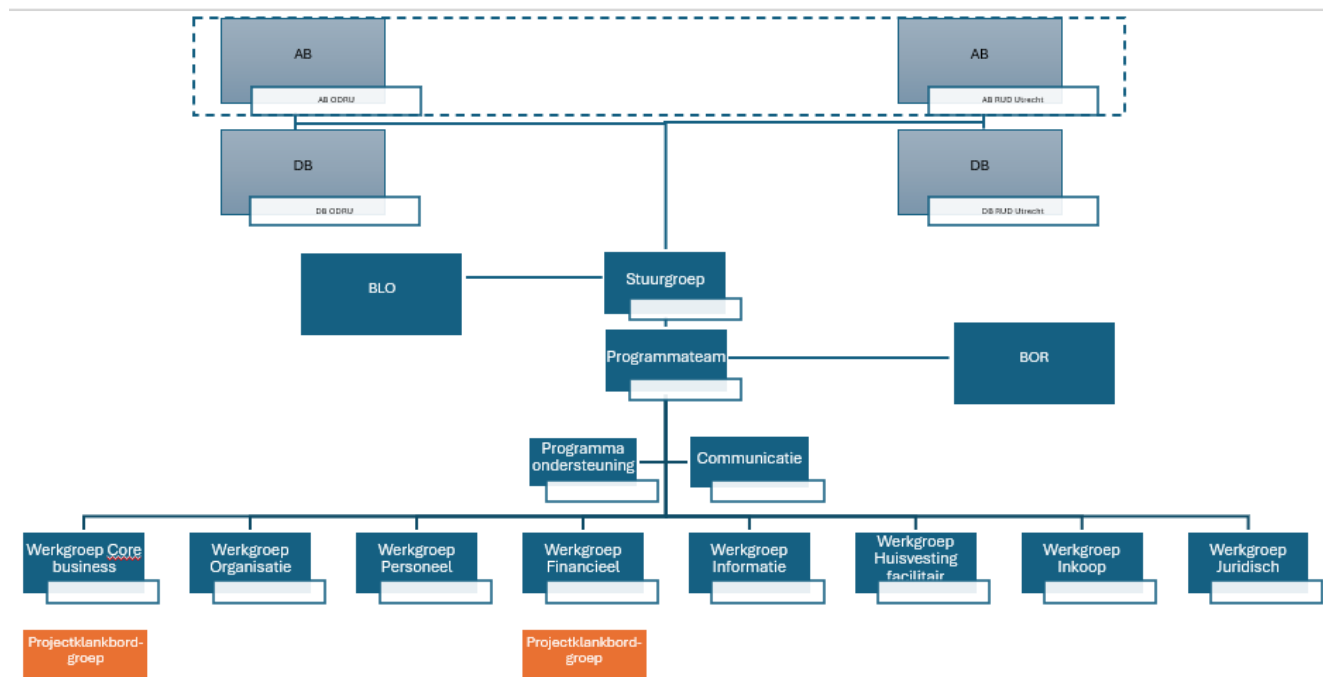 AB
AB
AB ODRU
AB RUD Utrecht
DB
DB
DB ODRU
DB RUD Utrecht
BLO
Stuurgroep
Programmateam
BOR
Programma
ondersteuning
Communicatie
Werkgroep Core
business
Werkgroep
Organisatie
Werkgroep
Personeel
Werkgroep
Financieel
Werkgroep
Informatie
Werkgroep
Huisvesting
facilitair
Werkgroep
Inkoop
Werkgroep
Juridisch
Projectklankbord-
groep
Projectklankbord-
groep